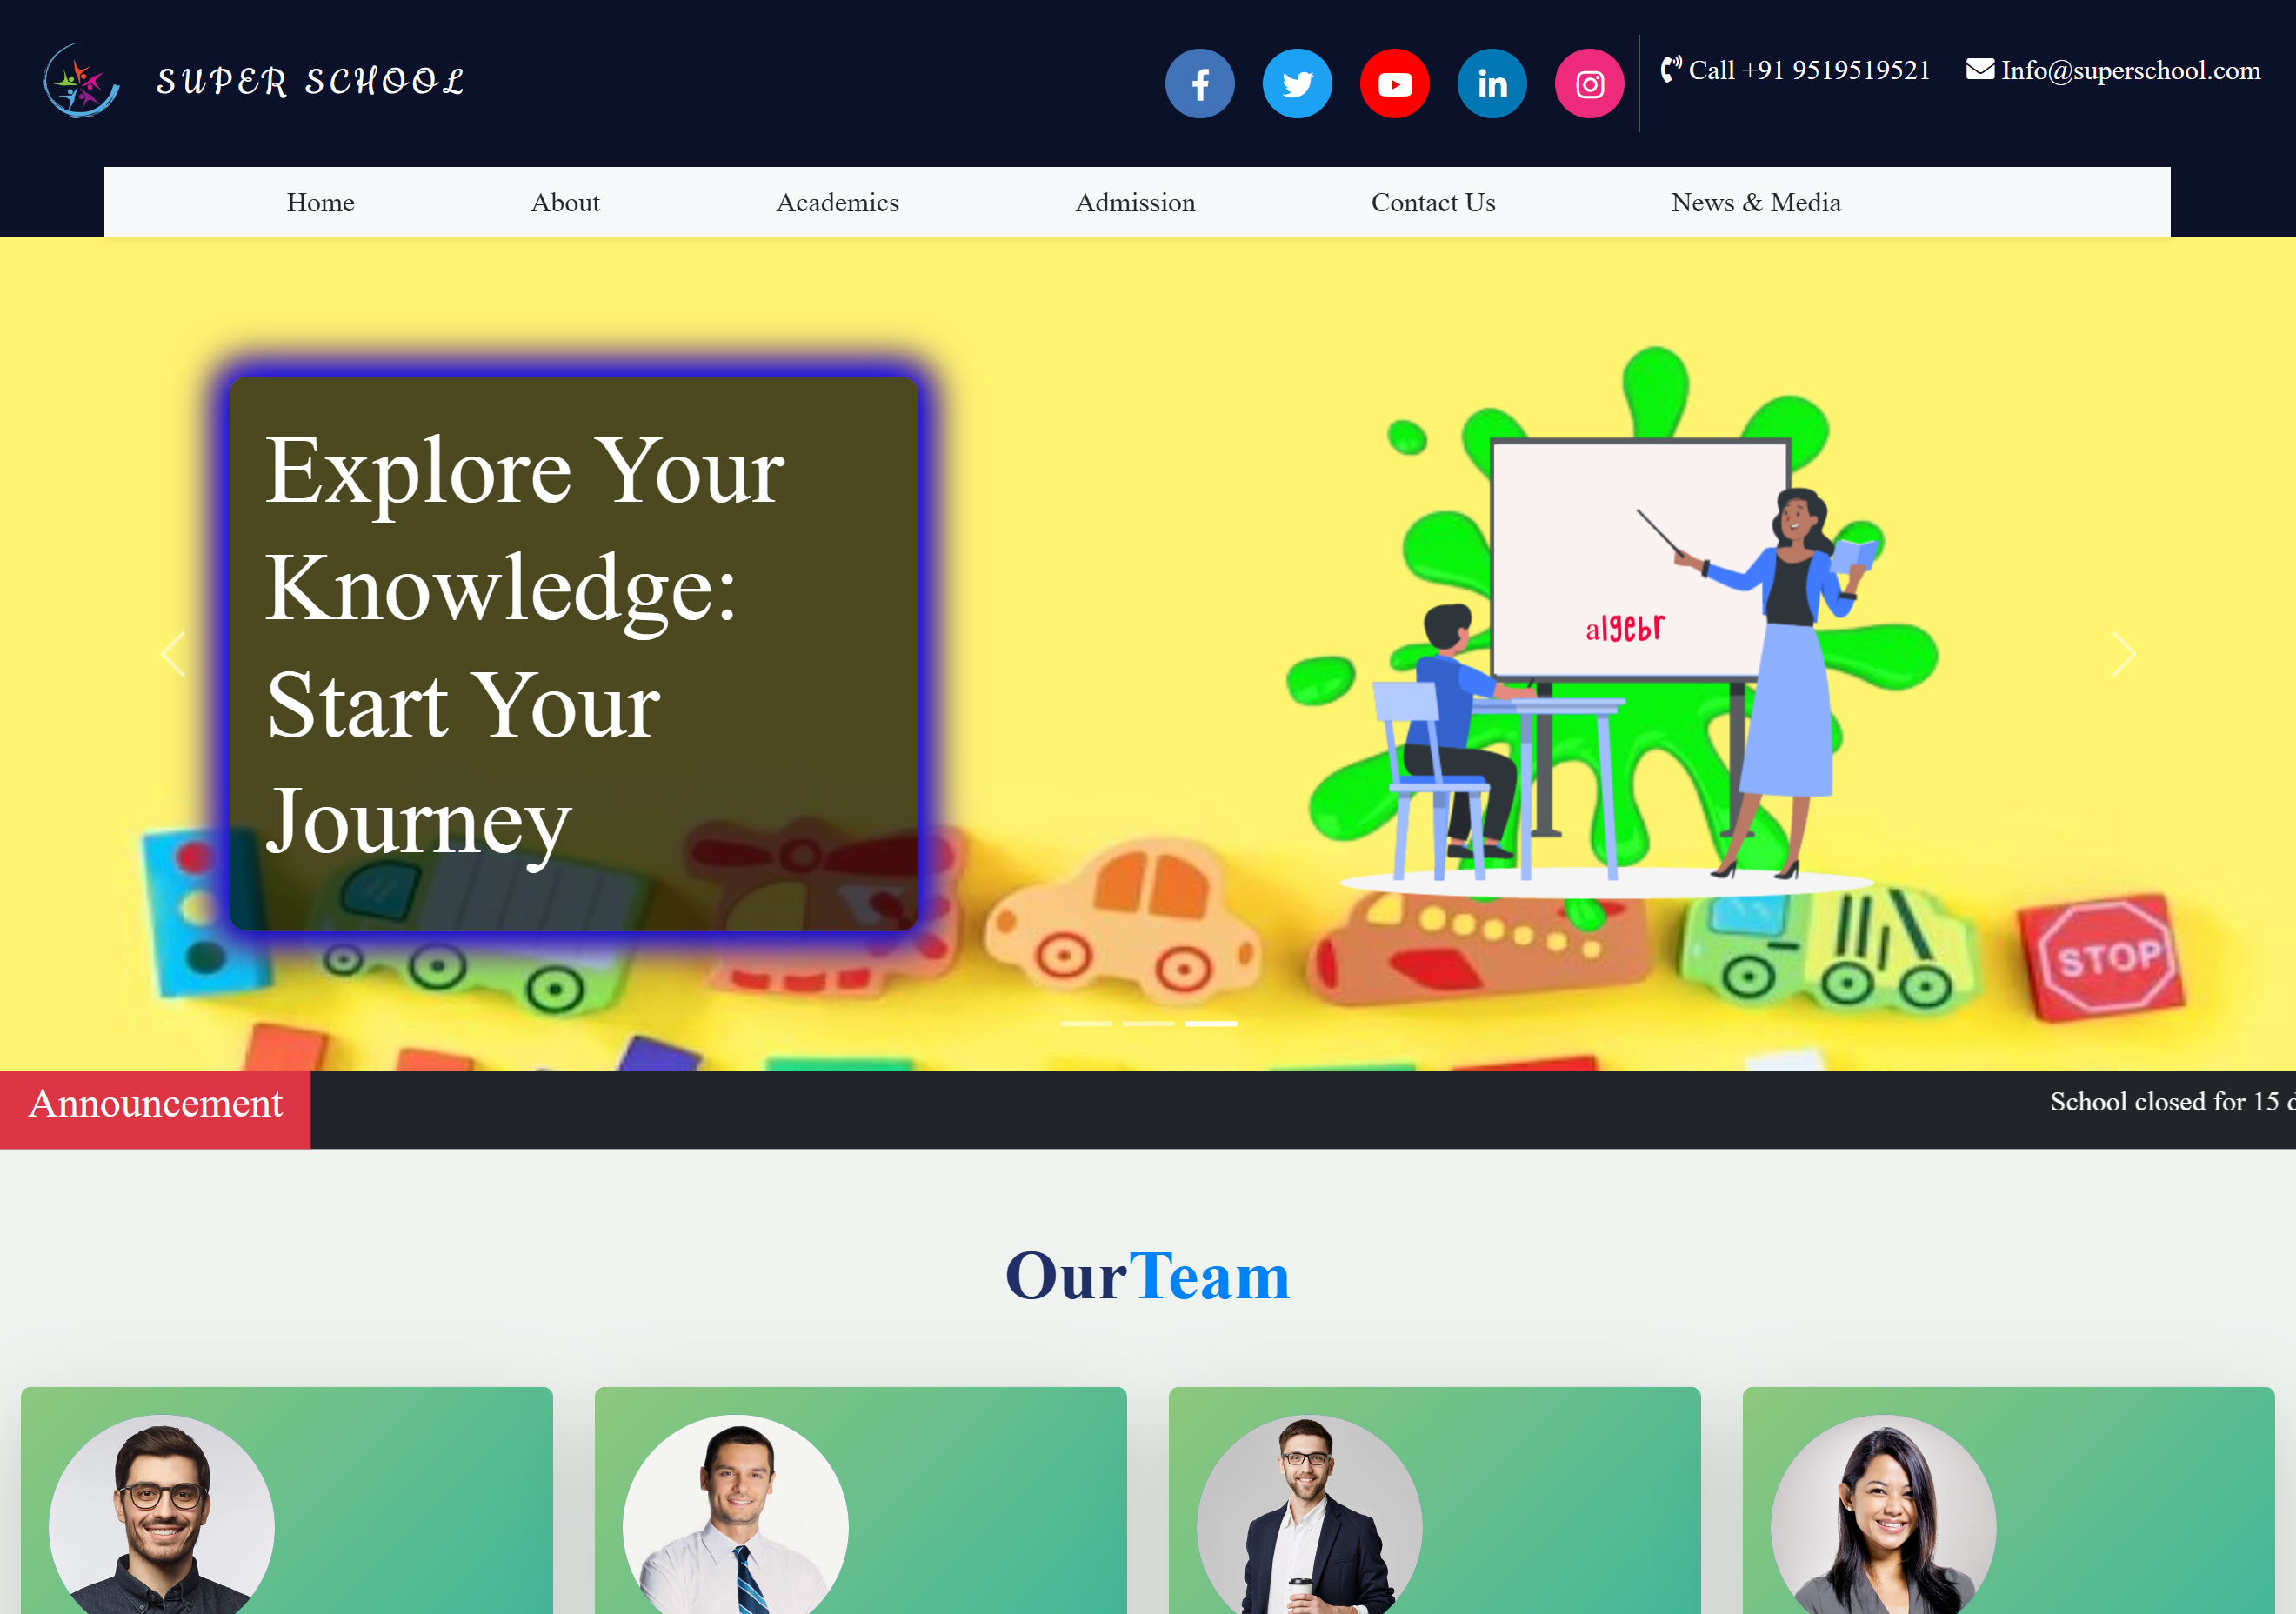 SUPER SCHOOL
Call +91 9519519521 Info@superschool.com
Home About Academics Admission Contact Us News & Media
Explore Your
Knowledge:
Start Your
Journey
algebr
STOP
Announcement
School closed for 15
OurTeam